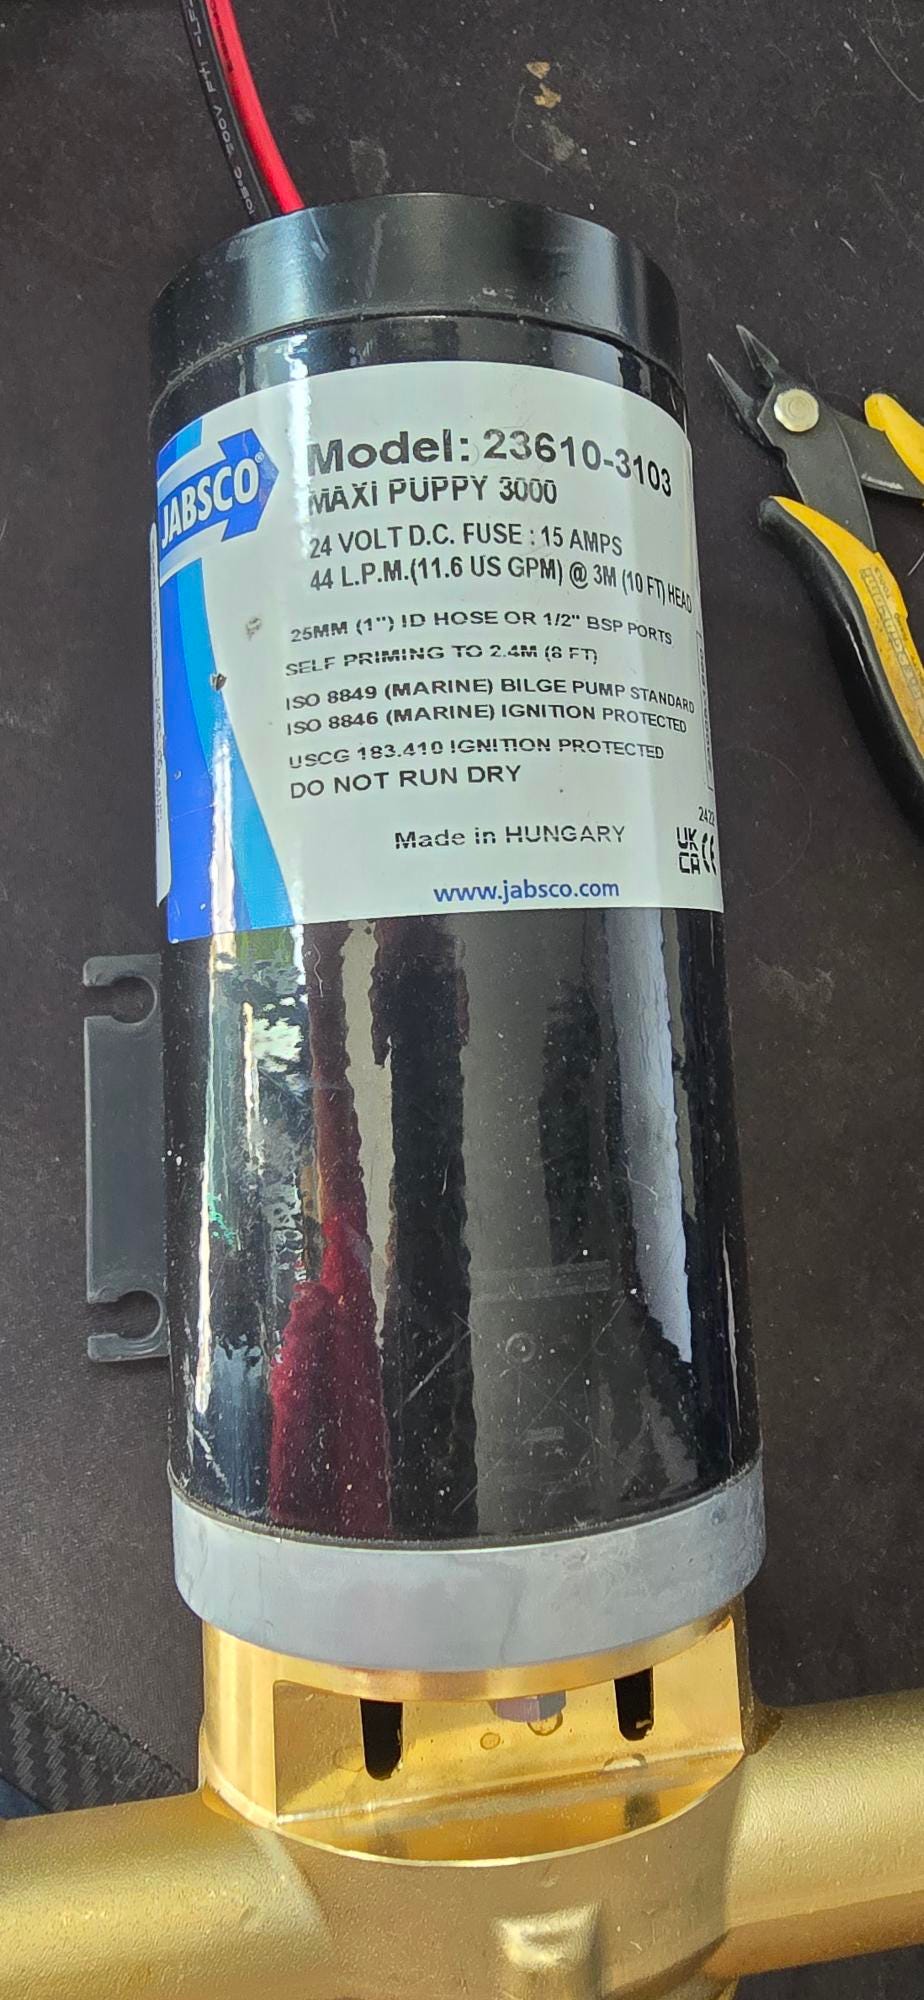 JABSCO®
Model: 23610-3103
MAXI PUPPY 3000
24 VOLT D.C. FUSE : 15 AMPS
44 L.P.M.(11.6 US GPM) @ 3M (10 FT) HEAD
25MM (1") ID HOSE OR 1/2" BSP PORTS
SELF PRIMING TO 2.4M (8 FT)
ISO 8849 (MARINE) BILGE PUMP STANDARD
ISO 8846 (MARINE) IGNITION PROTECTED
USCG 183.410 IGNITION PROTECTED
DO NOT RUN DRY
Made in HUNGARY
UK
CA CE
www.jabsco.com